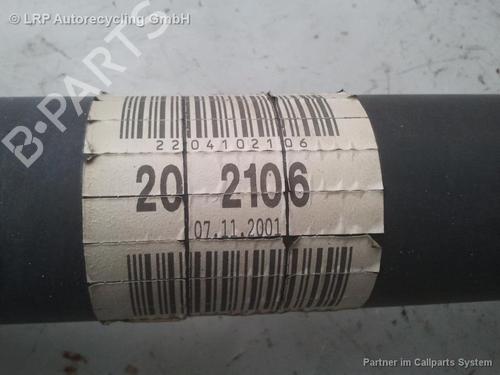 © LRP Autorecycling GmbH
B-PARTS
2204102106
20 2106
07.11.2001
Partner im Callparts System